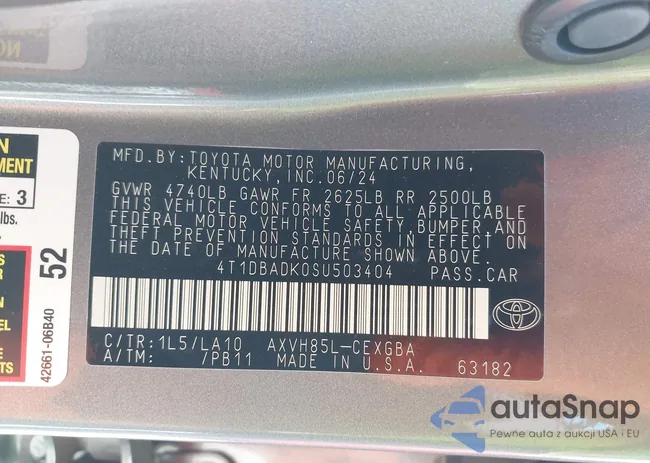 MFD.BY: TOYOTA MOTOR MANUFACTURING,
KENTUCKY, INC. 06/24
GVWR 4740LB GAWR FR 2625LB RR 2500LB
THIS VEHICLE CONFORMS TO ALL APPLICABLE
FEDERAL MOTOR VEHICLE SAFETY, BUMPER, AND
THEFT PREVENTION STANDARDS IN EFFECT ON
THE DATE OF MANUFACTURE SHOWN ABOVE.
4T1DBADK0SU503404 PASS.CAR
C/TR: 1L5/LA10 AXVH85L-CEXGBA
A/TM: 7PB11 MADE IN U.S.A. 63182
3
lbs.
52
42661-06B40
autaSnap
Pewne auta z aukcji USA i EU